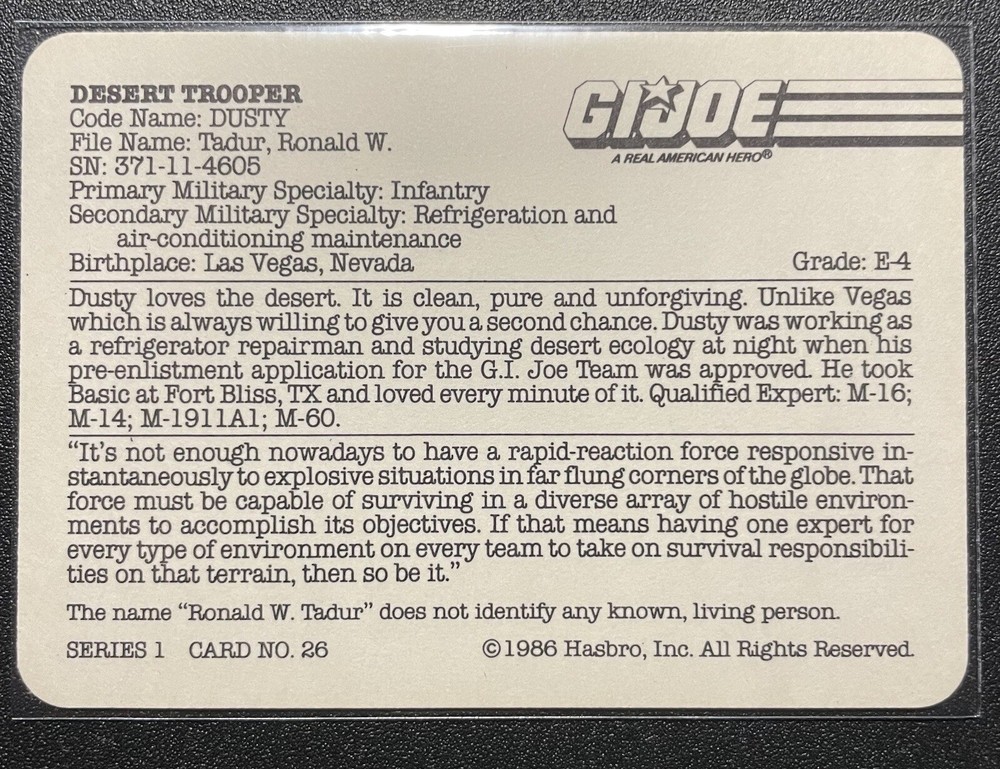 DESERT TROOPER
Code Name: DUSTY
File Name: Tadur, Ronald W.
SN: 371-11-4605
Primary Military Specialty: Infantry
Secondary Military Specialty: Refrigeration and
air-conditioning maintenance
Birthplace: Las Vegas, Nevada Grade: E-4
GI JOE
A REAL AMERICAN HERO®
Dusty loves the desert. It is clean, pure and unforgiving. Unlike Vegas
which is always willing to give you a second chance. Dusty was working as
a refrigerator repairman and studying desert ecology at night when his
pre-enlistment application for the G.I. Joe Team was approved. He took
Basic at Fort Bliss, TX and loved every minute of it. Qualified Expert: M-16;
M-14; M-1911A1; M-60.
“It's not enough nowadays to have a rapid-reaction force responsive in-
stantaneously to explosive situations in far flung corners of the globe. That
force must be capable of surviving in a diverse array of hostile environ-
ments to accomplish its objectives. If that means having one expert for
every type of environment on every team to take on survival responsibili-
ties on that terrain, then so be it.”
The name “Ronald W. Tadur” does not identify any known, living person.
SERIES 1 CARD NO. 26 ©1986 Hasbro, Inc. All Rights Reserved.